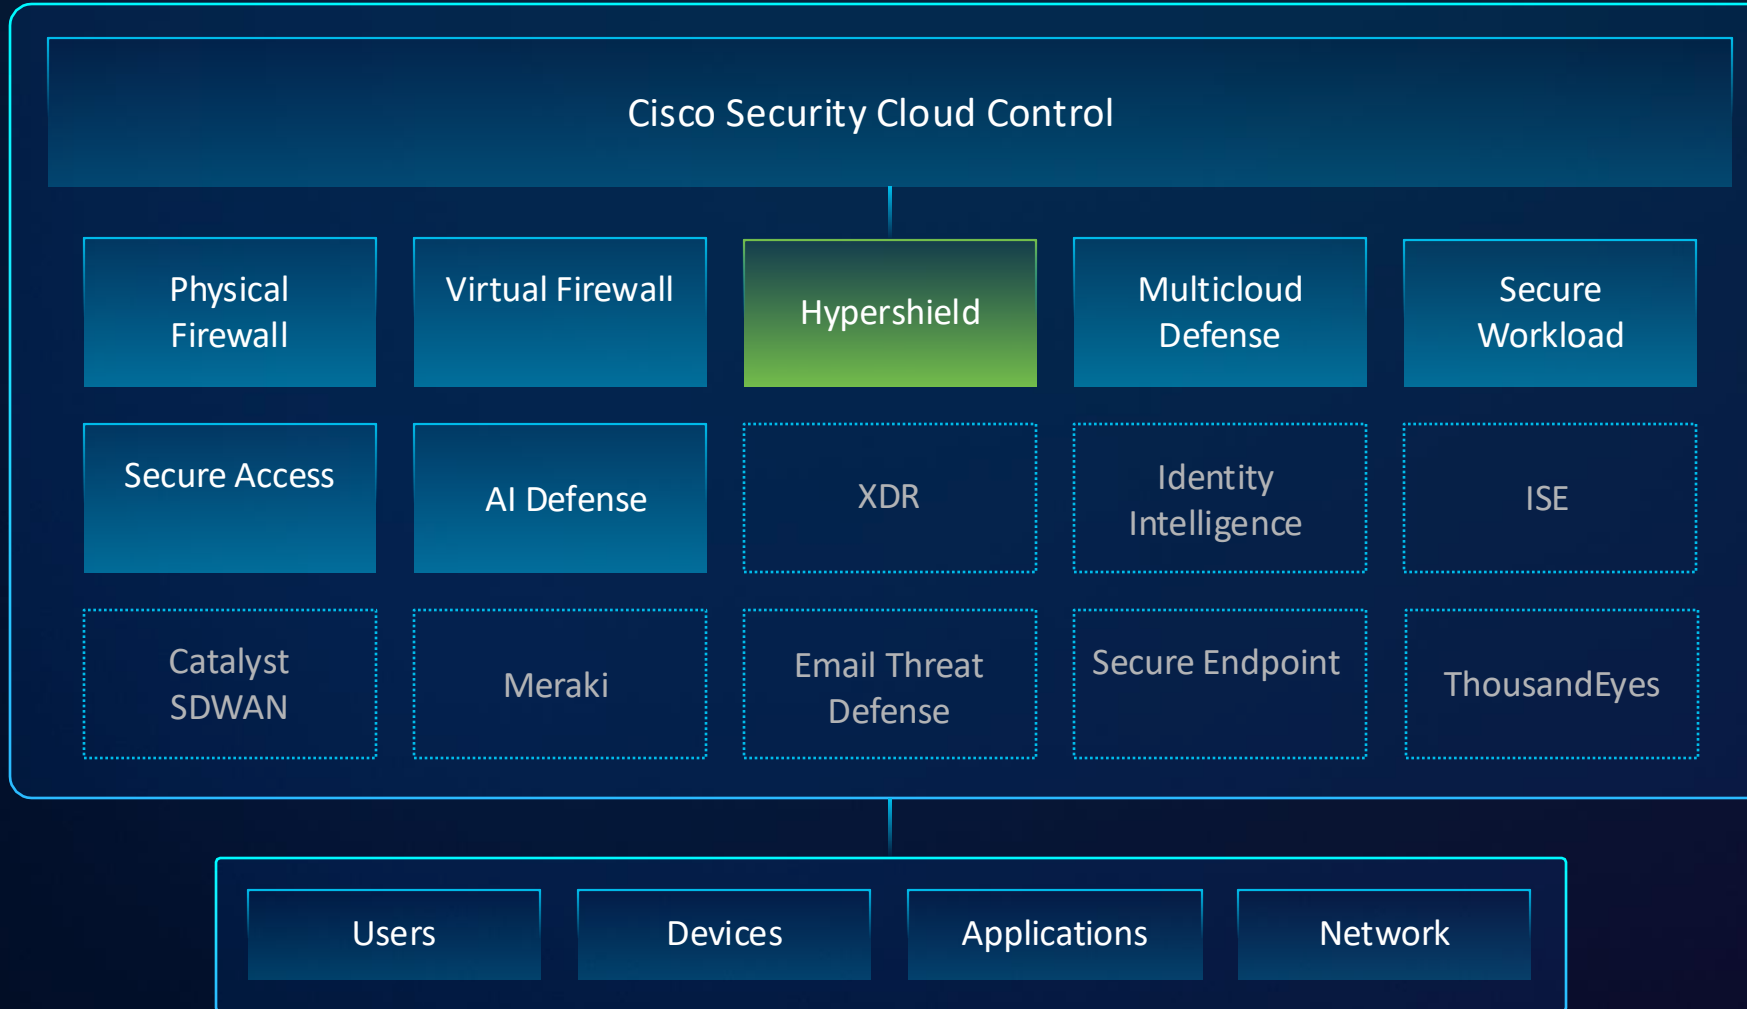 Cisco Security Cloud Control
Physical
Firewall
Virtual Firewall
Hypershield
Multicloud
Defense
Secure
Workload
Secure Access
AI Defense
XDR
Identity
Intelligence
ISE
Catalyst
SDWAN
Meraki
Email Threat
Defense
Secure Endpoint
ThousandEyes
Users
Devices
Applications
Network